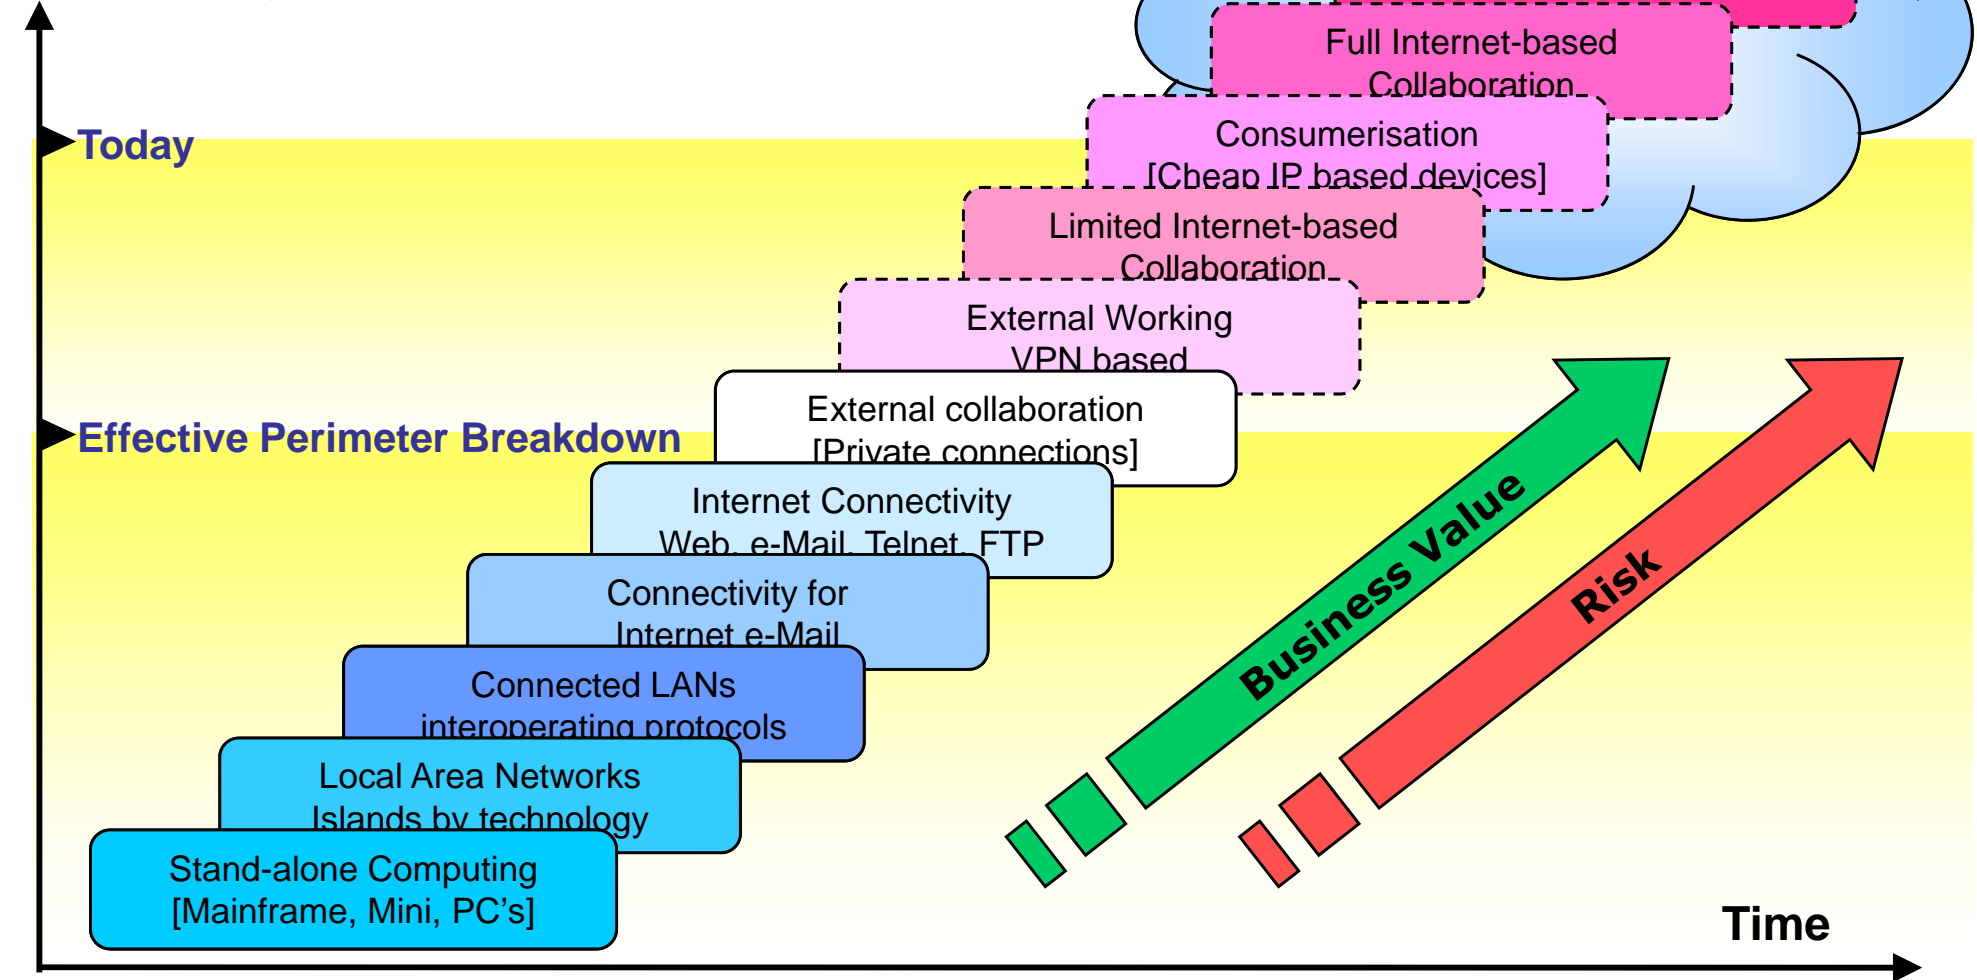 Full Internet-based
Collaboration
Today
Consumerisation
[Cheap IP based devices]
Limited Internet-based
Collaboration
External Working
VPN based
External collaboration
[Private connections]
Effective Perimeter Breakdown
Internet Connectivity
Web, e-Mail, Telnet, FTP
Connectivity for
Internet e-Mail
Connected LANs
interoperating protocols
Local Area Networks
Islands by technology
Stand-alone Computing
[Mainframe, Mini, PC’s]
Business Value
Risk
Time